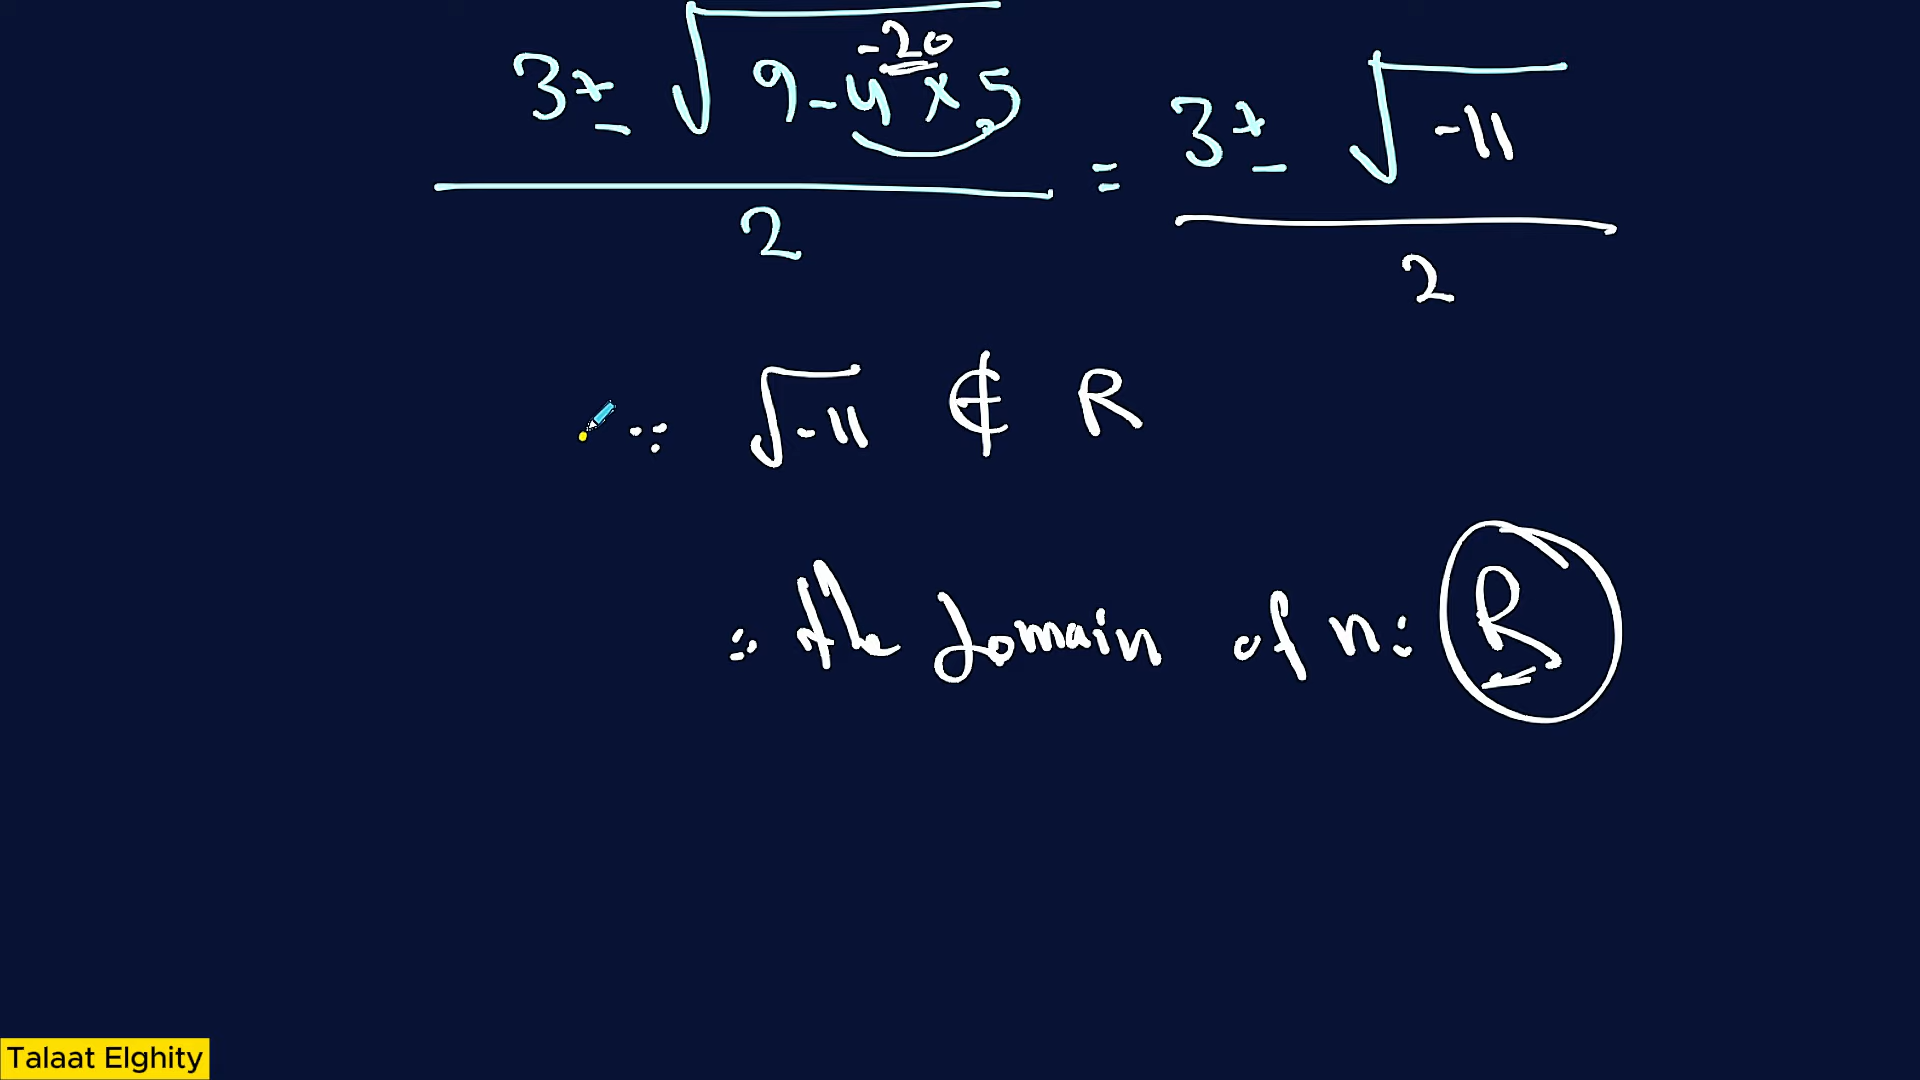 3 ± √(9 - 4 × 5) / 2 = 3 ± √-11 / 2
-20
∵ √-11 ∉ R
∴ the domain of n: R
Talaat Elghity